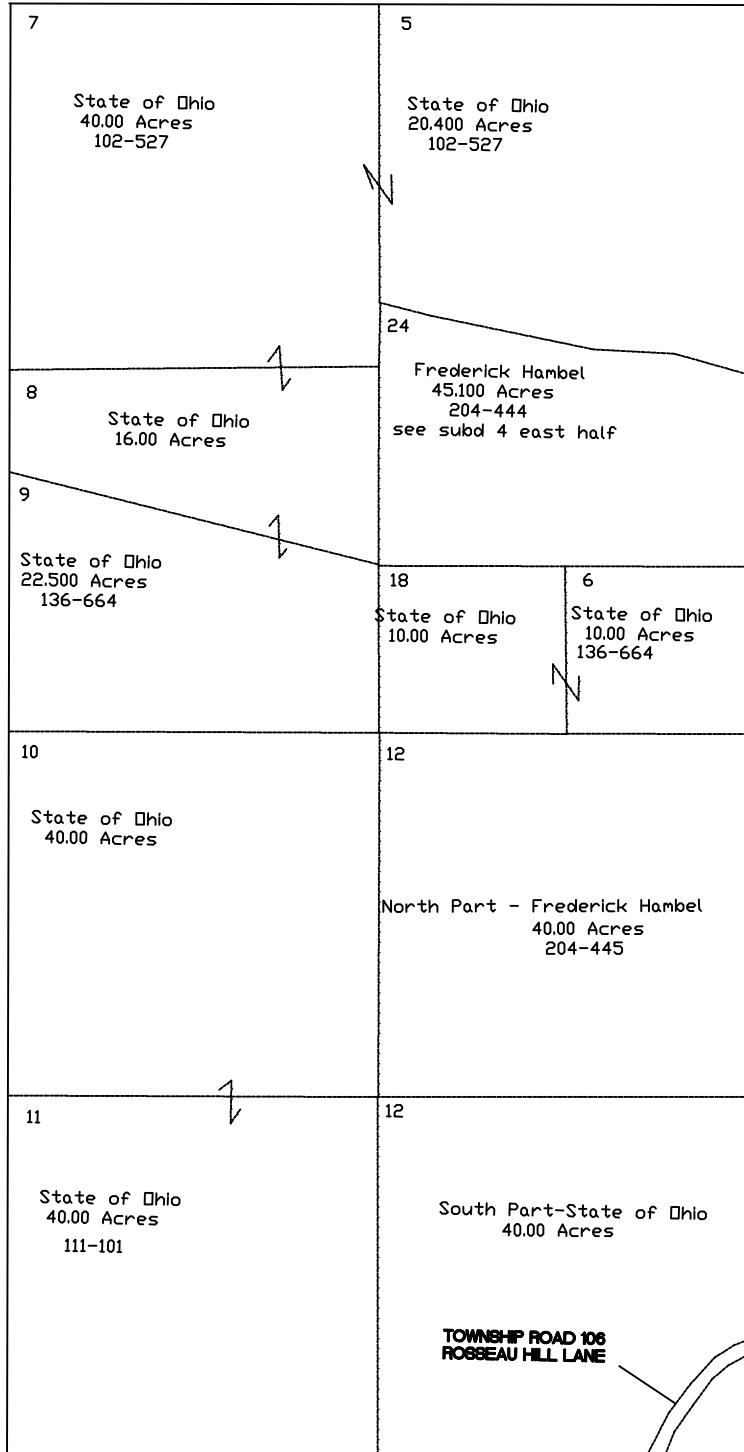 7
State of Ohio
40.00 Acres
102-527
5
State of Ohio
20.400 Acres
102-527
24
Frederick Hambel
45.100 Acres
204-444
see subd 4 east half
8
State of Ohio
16.00 Acres
9
State of Ohio
22.500 Acres
136-664
18
State of Ohio
10.00 Acres
6
State of Ohio
10.00 Acres
136-664
10
State of Ohio
40.00 Acres
12
North Part - Frederick Hambel
40.00 Acres
204-445
11
State of Ohio
40.00 Acres
111-101
12
South Part-State of Ohio
40.00 Acres
TOWNSHIP ROAD 106
ROSSEAU HILL LANE